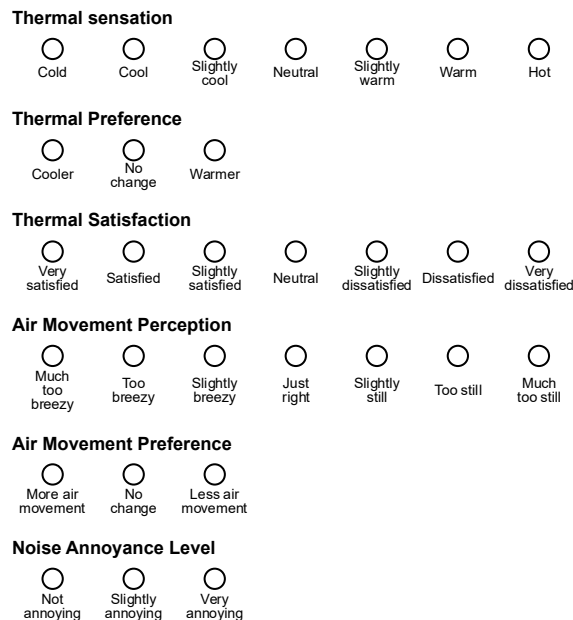 Thermal sensation
Cold Cool Slightly cool Neutral Slightly warm Warm Hot
Thermal Preference
Cooler No change Warmer
Thermal Satisfaction
Very satisfied Satisfied Slightly satisfied Neutral Slightly dissatisfied Dissatisfied Very dissatisfied
Air Movement Perception
Much too breezy Too breezy Slightly breezy Just right Slightly still Too still Much too still
Air Movement Preference
More air movement No change Less air movement
Noise Annoyance Level
Not annoying Slightly annoying Very annoying